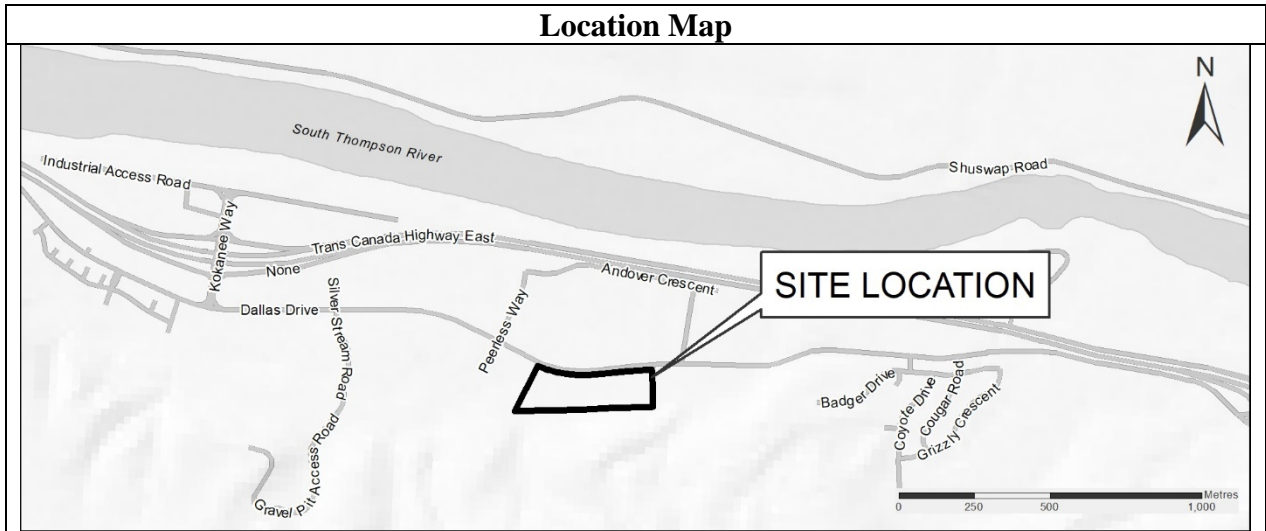 Location Map
N
South Thompson River
Shuswap Road
Industrial Access Road
Kokanee Way
Trans Canada Highway East
None
Andover Crescent
SITE LOCATION
Silver Stream Road
Dallas Drive
Peerless Way
Badger Drive
Coyote Drive
Cougar Road
Grizzly Crescent
Gravel Pit Access Road
Metres
0 250 500 1,000